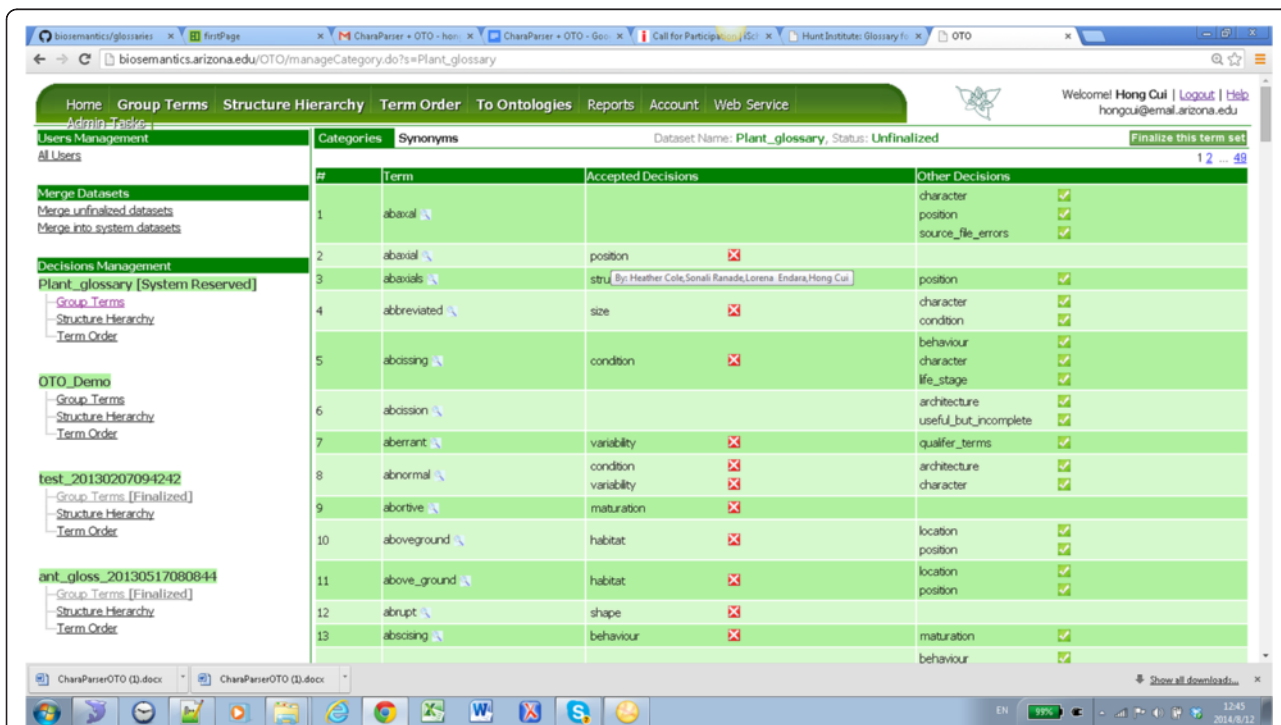 biosemantics/glossaries
firstPage
CharaParser + OTO - hon
CharaParser + OTO - Goo
Call for Participation
Hunt Institute: Glossary fo
OTO
biosemantics.arizona.edu/OTO/manageCategory.do?s=Plant_glossary
Home Group Terms Structure Hierarchy Term Order To Ontologies Reports Account Web Service
Admin Tasks
Welcome! Hong Cui | Logout | Help
hongcui@email.arizona.edu
Users Management
All Users
Merge Datasets
Merge unfinalized datasets
Merge into system datasets
Decisions Management
Plant_glossary [System Reserved]
Group Terms
Structure Hierarchy
Term Order
OTO_Demo
Group Terms
Structure Hierarchy
Term Order
test_20130207094242
Group Terms [Finalized]
Structure Hierarchy
Term Order
ant_gloss_20130517080844
Group Terms [Finalized]
Structure Hierarchy
Term Order
Categories Synonyms Dataset Name: Plant_glossary, Status: Unfinalized Finalize this term set
1 2 ... 49
# Term Accepted Decisions Other Decisions
1 abaxal character
position
source_file_errors
2 abaxial position
By: Heather Cole,Sonali Ranade,Lorena Endara,Hong Cui
3 abaxials stru position
4 abbreviated size character
condition
5 abcissing condition behaviour
character
life_stage
6 abcission architecture
useful_but_incomplete
7 aberrant variability qualifer_terms
8 abnormal condition architecture
variability character
9 abortive maturation
10 aboveground habitat location
position
11 above_ground habitat location
position
12 abrupt shape
13 abscising behaviour maturation
behaviour
CharaParserOTO (1).docx
CharaParserOTO (1).docx
Show all downloads...
EN 99% 12:45
2014/8/12